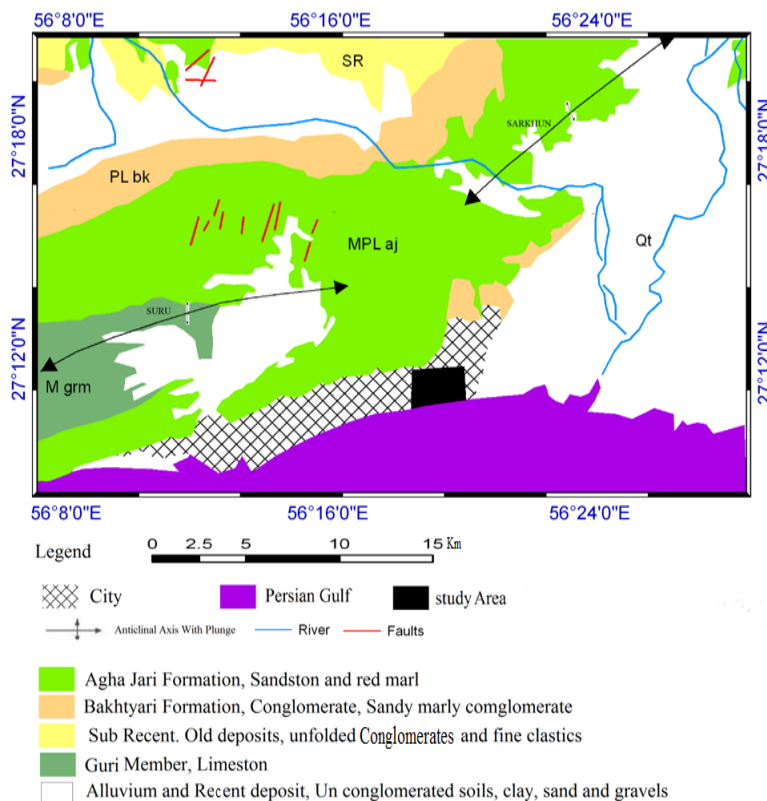 56°8'0"E 56°16'0"E 56°24'0"E
SR
27°18'0"N
SARKHUN
27°18'0"N
PL bk
MPL aj
Qt
SURU
27°12'0"N
27°12'0"N
M grm
56°8'0"E 56°16'0"E 56°24'0"E
Legend
0 2.5 5 10 15 Km
City
Persian Gulf
study Area
Anticlinal Axis With Plunge
River
Faults
Agha Jari Formation, Sandston and red marl
Bakhtyari Formation, Conglomerate, Sandy marly comglomerate
Sub Recent. Old deposits, unfolded Conglomerates and fine clastics
Guri Member, Limeston
Alluvium and Recent deposit, Un conglomerated soils, clay, sand and gravels